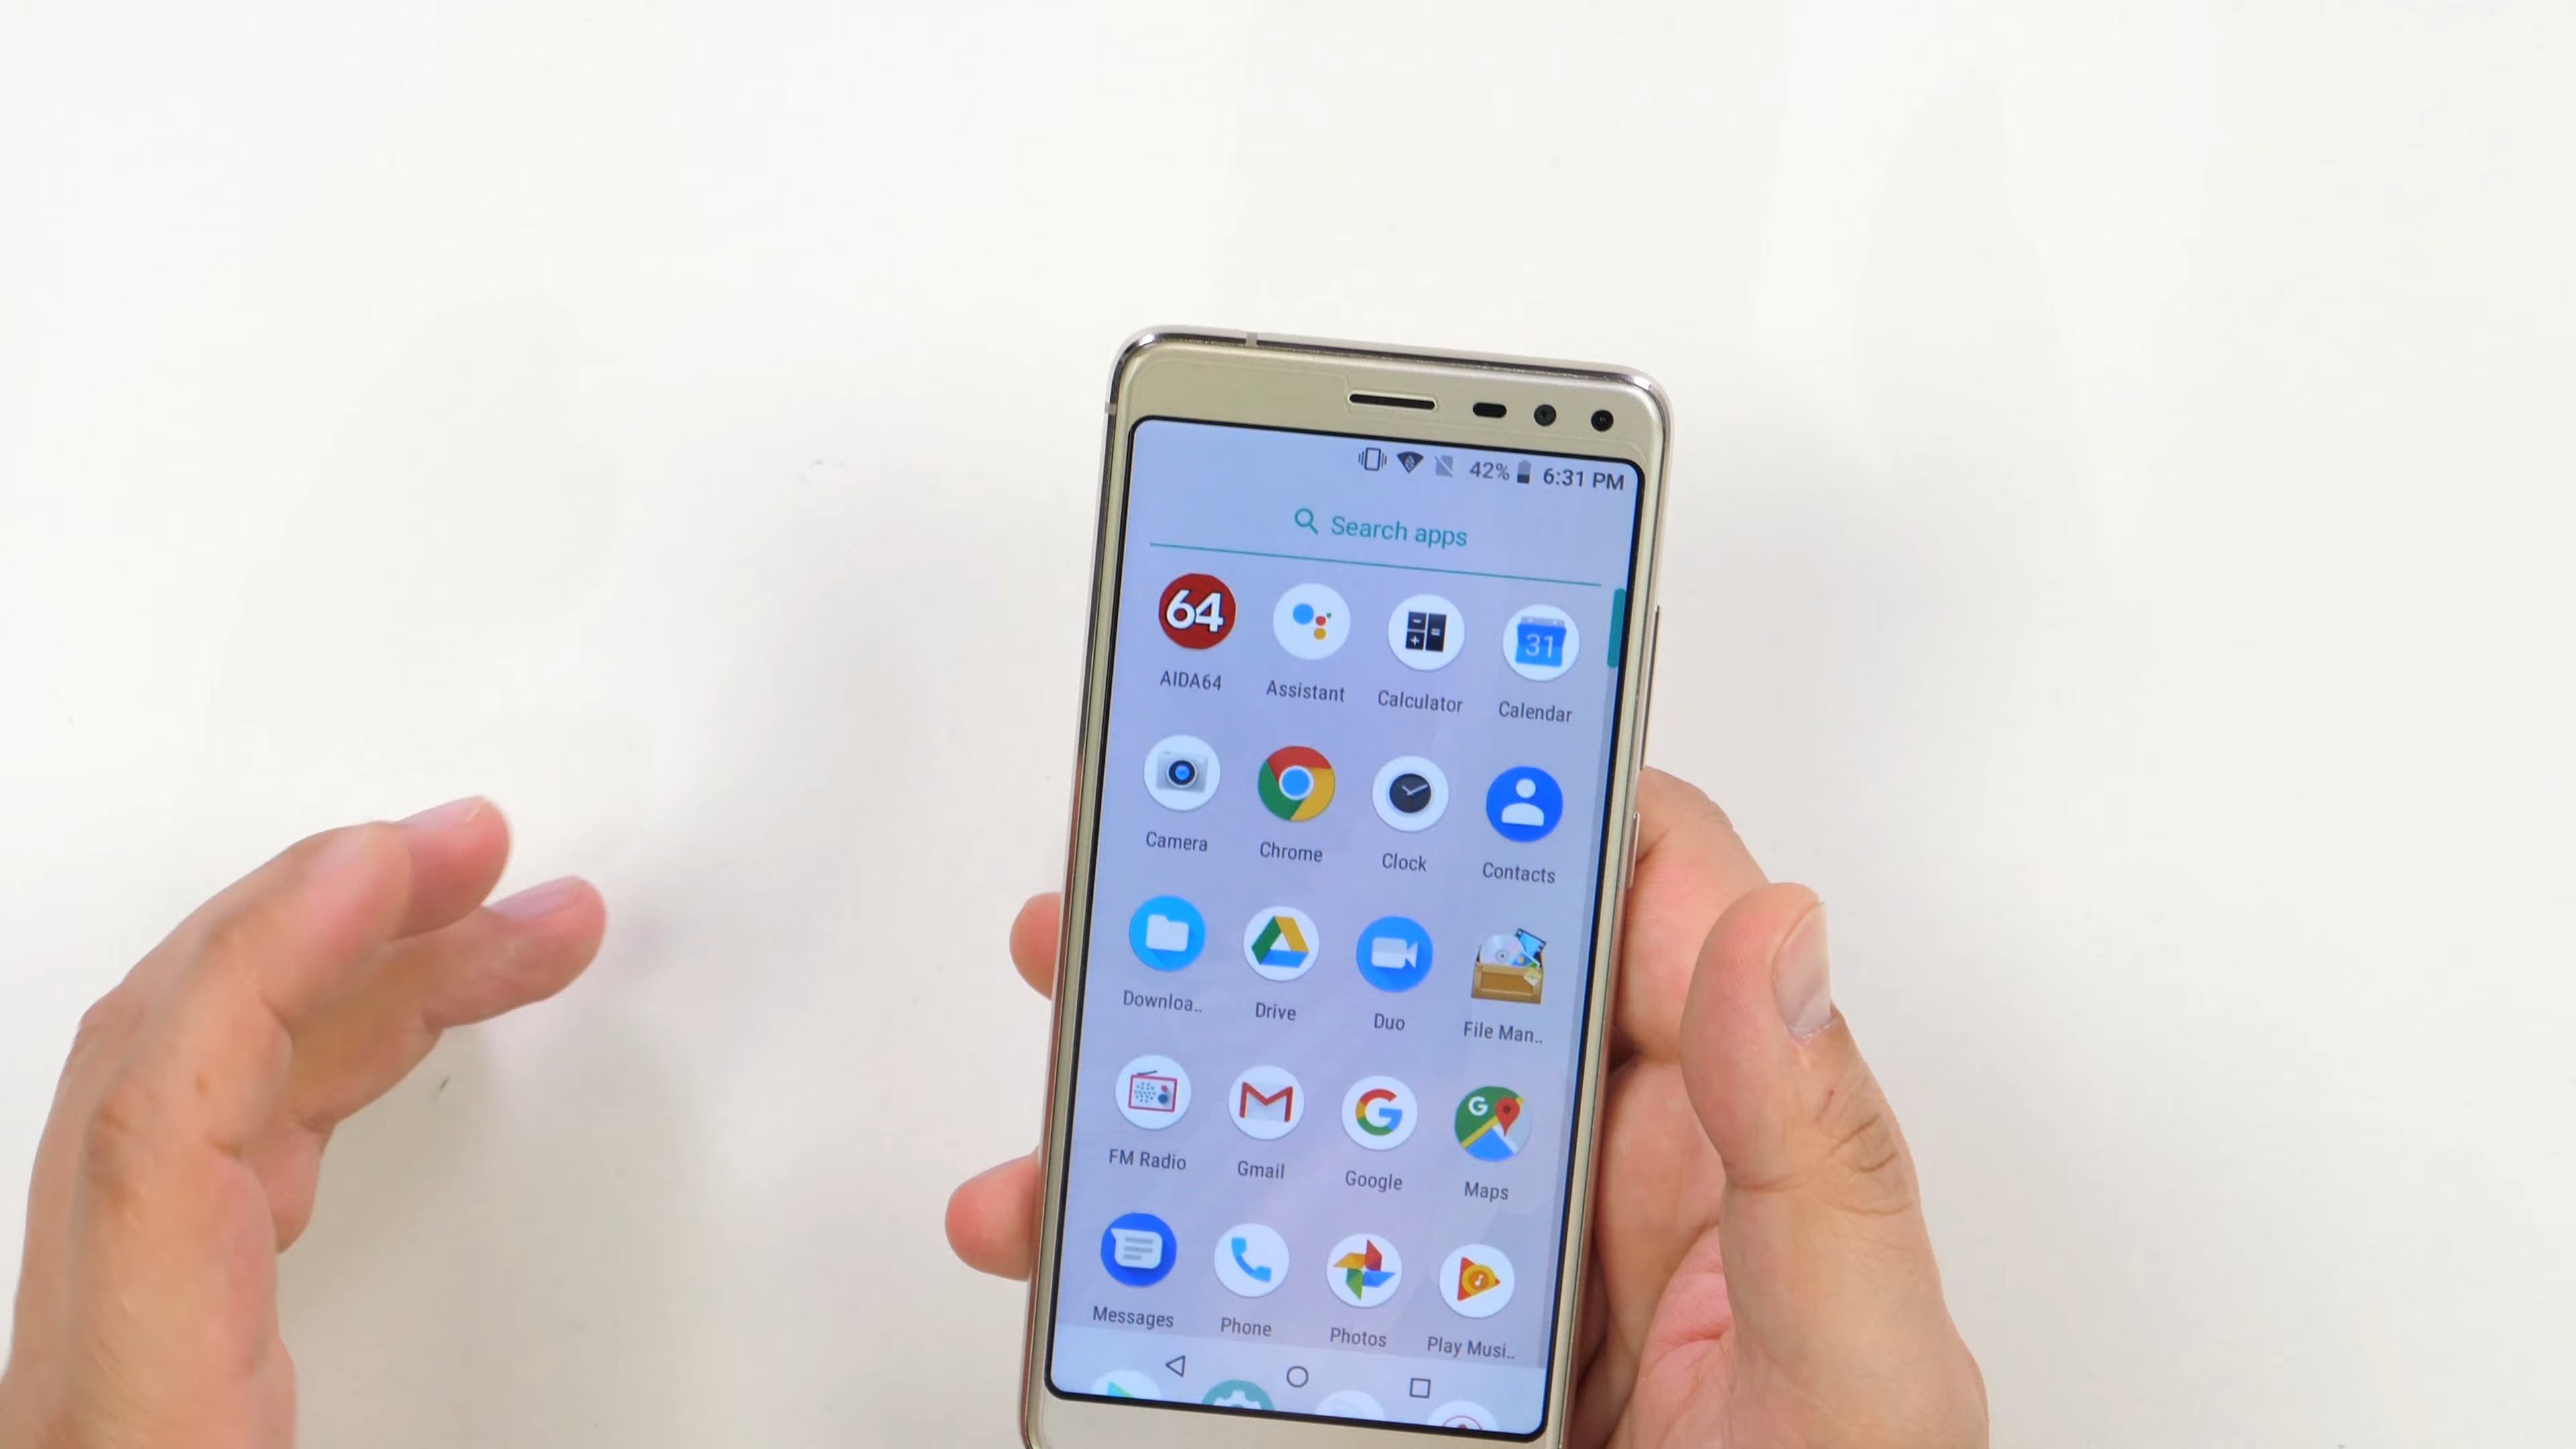 42% 6:31 PM
Search apps
64
31
AIDA64 Assistant Calculator Calendar
Camera Chrome Clock Contacts
Downloa.. Drive Duo File Man..
G
G
FM Radio Gmail Google Maps
Messages Phone Photos Play Musi..